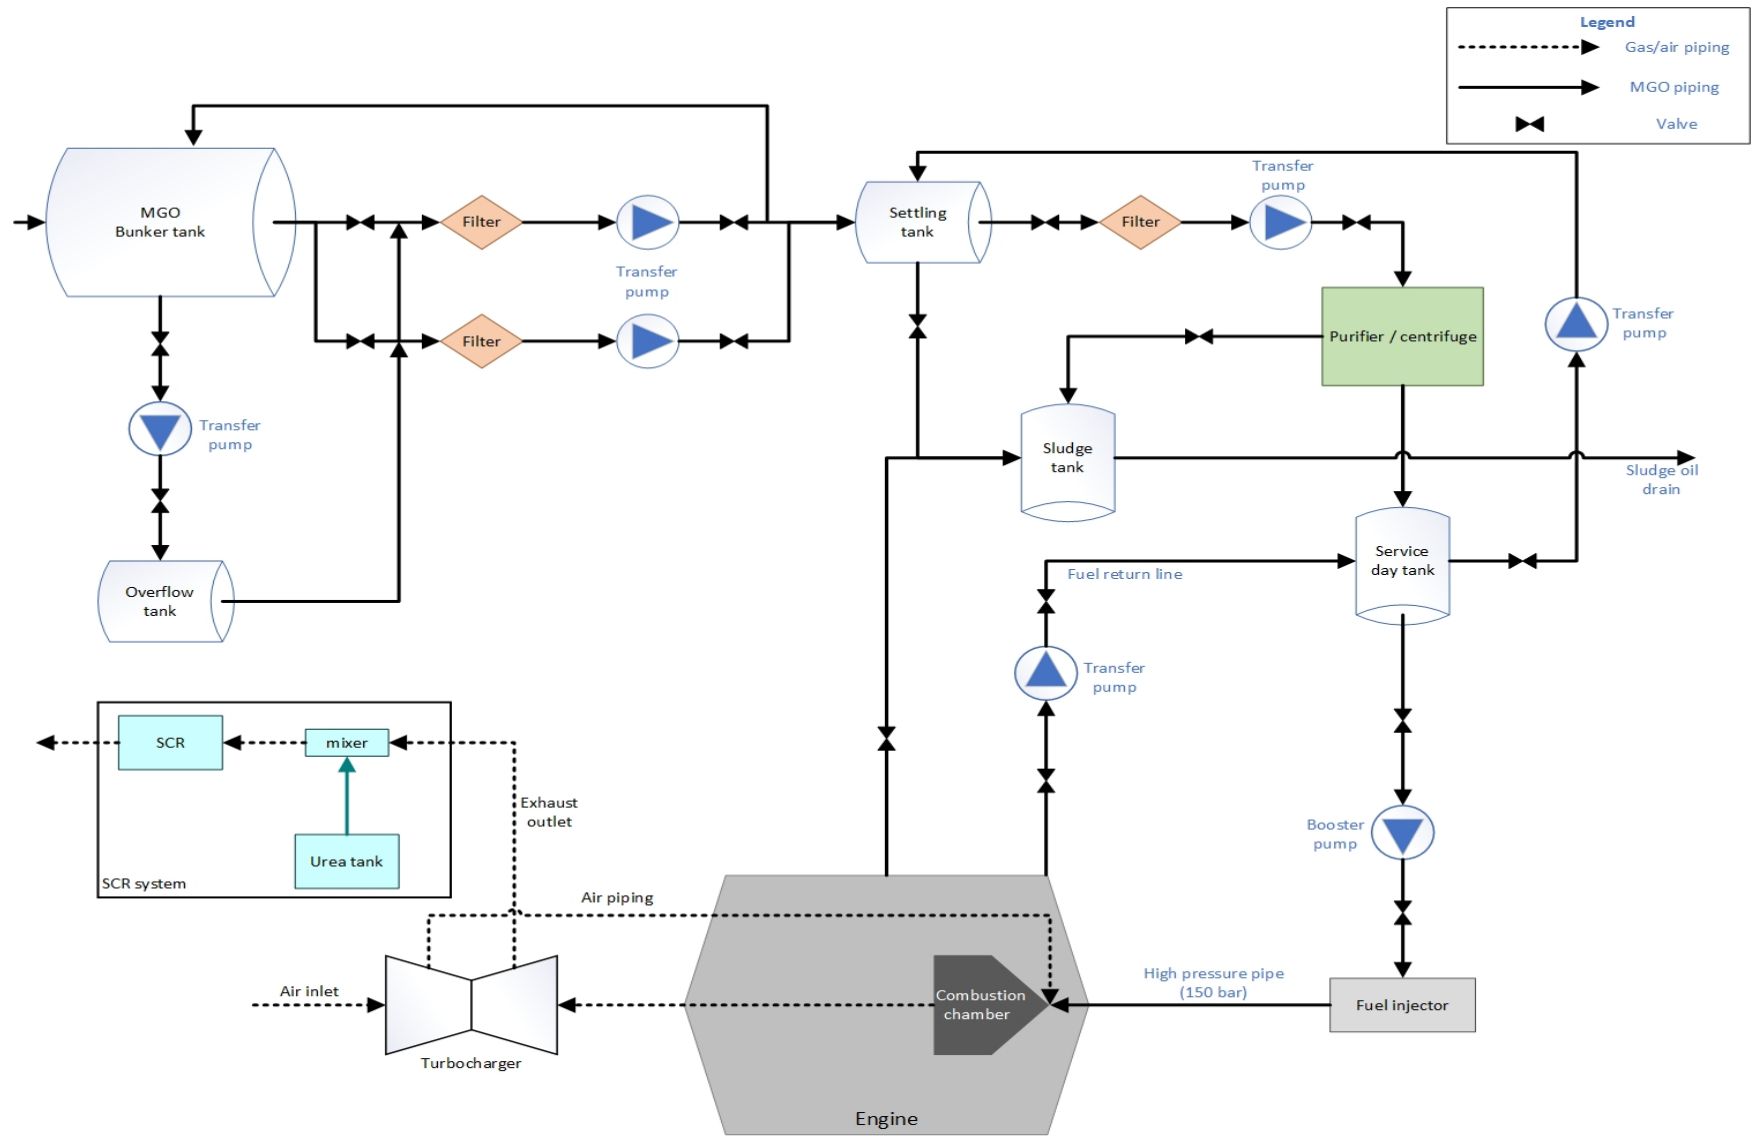 Legend
Gas/air piping
MGO piping
Valve
MGO
Bunker tank
Filter
Transfer
pump
Filter
Settling
tank
Filter
Transfer
pump
Purifier / centrifuge
Transfer
pump
Transfer
pump
Sludge
tank
Sludge oil
drain
Service
day tank
Fuel return line
Overflow
tank
Transfer
pump
SCR
mixer
Urea tank
SCR system
Exhaust
outlet
Booster
pump
Air piping
Air inlet
Turbocharger
Combustion
chamber
High pressure pipe
(150 bar)
Fuel injector
Engine